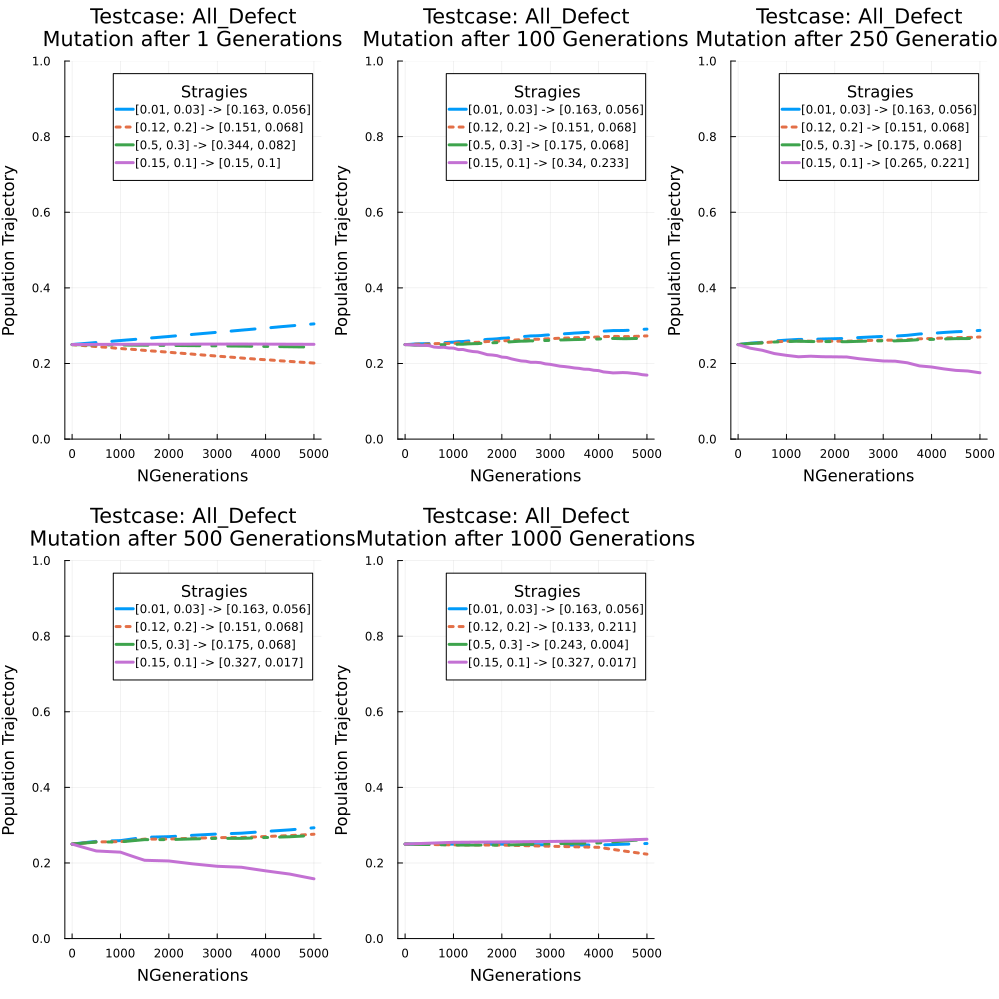 Testcase: All_Defect
Mutation after 1 Generations
Population Trajectory
1.0
0.8
0.6
0.4
0.2
0.0
Stragies
[0.01, 0.03] -> [0.163, 0.056]
[0.12, 0.2] -> [0.151, 0.068]
[0.5, 0.3] -> [0.344, 0.082]
[0.15, 0.1] -> [0.15, 0.1]
0 1000 2000 3000 4000 5000
NGenerations
Testcase: All_Defect
Mutation after 100 Generations
Population Trajectory
1.0
0.8
0.6
0.4
0.2
0.0
Stragies
[0.01, 0.03] -> [0.163, 0.056]
[0.12, 0.2] -> [0.151, 0.068]
[0.5, 0.3] -> [0.175, 0.068]
[0.15, 0.1] -> [0.34, 0.233]
0 1000 2000 3000 4000 5000
NGenerations
Testcase: All_Defect
Mutation after 250 Generatio
Population Trajectory
1.0
0.8
0.6
0.4
0.2
0.0
Stragies
[0.01, 0.03] -> [0.163, 0.056]
[0.12, 0.2] -> [0.151, 0.068]
[0.5, 0.3] -> [0.175, 0.068]
[0.15, 0.1] -> [0.265, 0.221]
0 1000 2000 3000 4000 5000
NGenerations
Testcase: All_Defect
Mutation after 500 Generations
Population Trajectory
1.0
0.8
0.6
0.4
0.2
0.0
Stragies
[0.01, 0.03] -> [0.163, 0.056]
[0.12, 0.2] -> [0.151, 0.068]
[0.5, 0.3] -> [0.175, 0.068]
[0.15, 0.1] -> [0.327, 0.017]
0 1000 2000 3000 4000 5000
NGenerations
Testcase: All_Defect
Mutation after 1000 Generations
Population Trajectory
1.0
0.8
0.6
0.4
0.2
0.0
Stragies
[0.01, 0.03] -> [0.163, 0.056]
[0.12, 0.2] -> [0.133, 0.211]
[0.5, 0.3] -> [0.243, 0.004]
[0.15, 0.1] -> [0.327, 0.017]
0 1000 2000 3000 4000 5000
NGenerations